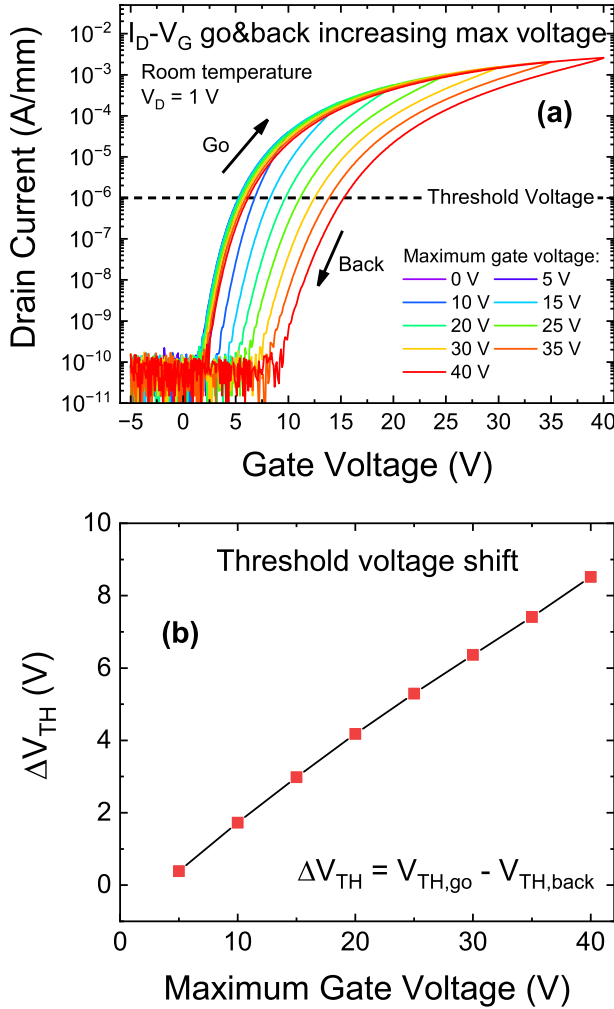 I_D-V_G go&back increasing max voltage
Room temperature
V_D = 1 V
Go
(a)
Threshold Voltage
Back
Maximum gate voltage:
0 V 5 V
10 V 15 V
20 V 25 V
30 V 35 V
40 V
10^-2
10^-3
10^-4
10^-5
10^-6
10^-7
10^-8
10^-9
10^-10
10^-11
Drain Current (A/mm)
−5 0 5 10 15 20 25 30 35 40
Gate Voltage (V)
Threshold voltage shift
(b)
10
8
6
4
2
0
ΔV_TH (V)
ΔV_TH = V_TH,go - V_TH,back
0 10 20 30 40
Maximum Gate Voltage (V)